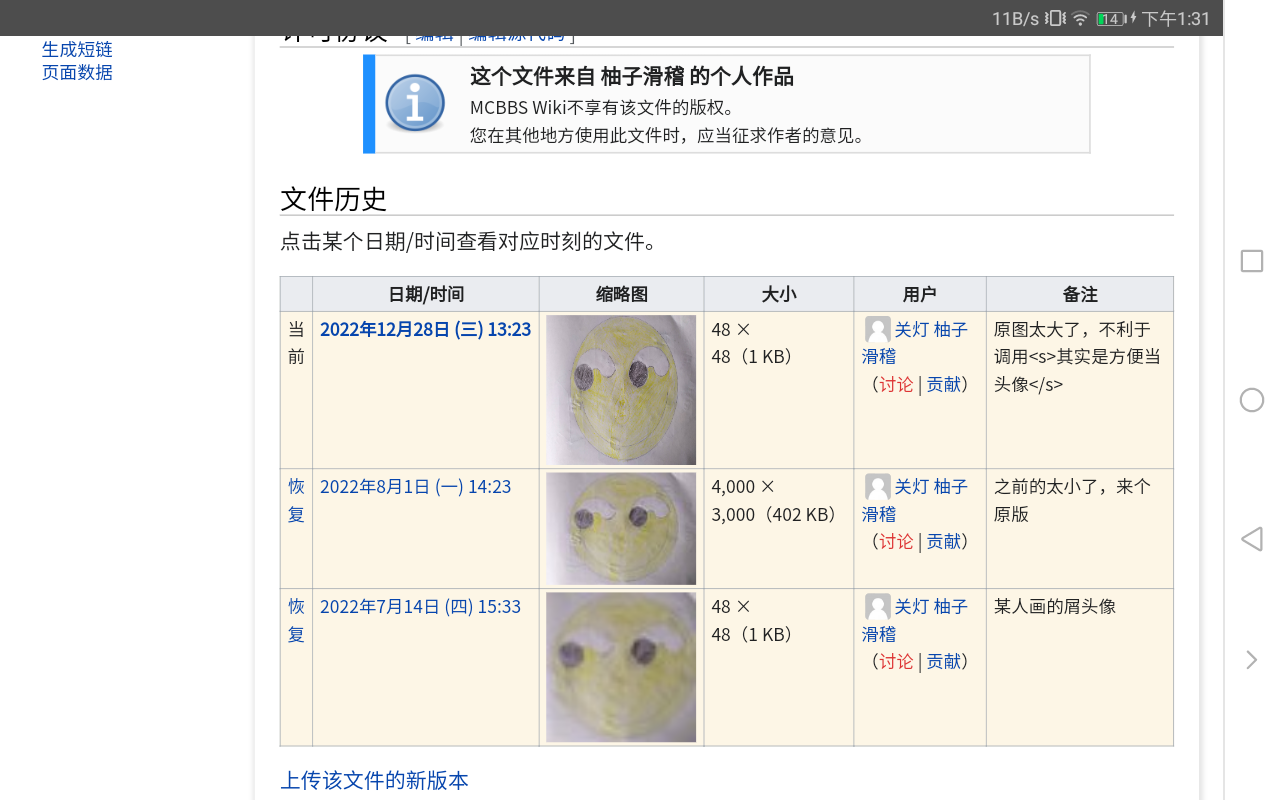 11B/s 14 下午1:31
生成短链
页面数据
许可协议 [ 编辑 | 编辑源代码 ]
这个文件来自 柚子滑稽 的个人作品
MCBBS Wiki不享有该文件的版权。
您在其他地方使用此文件时，应当征求作者的意见。
文件历史
点击某个日期/时间查看对应时刻的文件。
日期/时间 缩略图 大小 用户 备注
当前 2022年12月28日 (三) 13:23 48 × 48（1 KB） 关灯 柚子滑稽（讨论 | 贡献） 原图太大了，不利于调用<s>其实是方便当头像</s>
恢复 2022年8月1日 (一) 14:23 4,000 × 3,000（402 KB） 关灯 柚子滑稽（讨论 | 贡献） 之前的太小了，来个原版
恢复 2022年7月14日 (四) 15:33 48 × 48（1 KB） 关灯 柚子滑稽（讨论 | 贡献） 某人画的屑头像
上传该文件的新版本